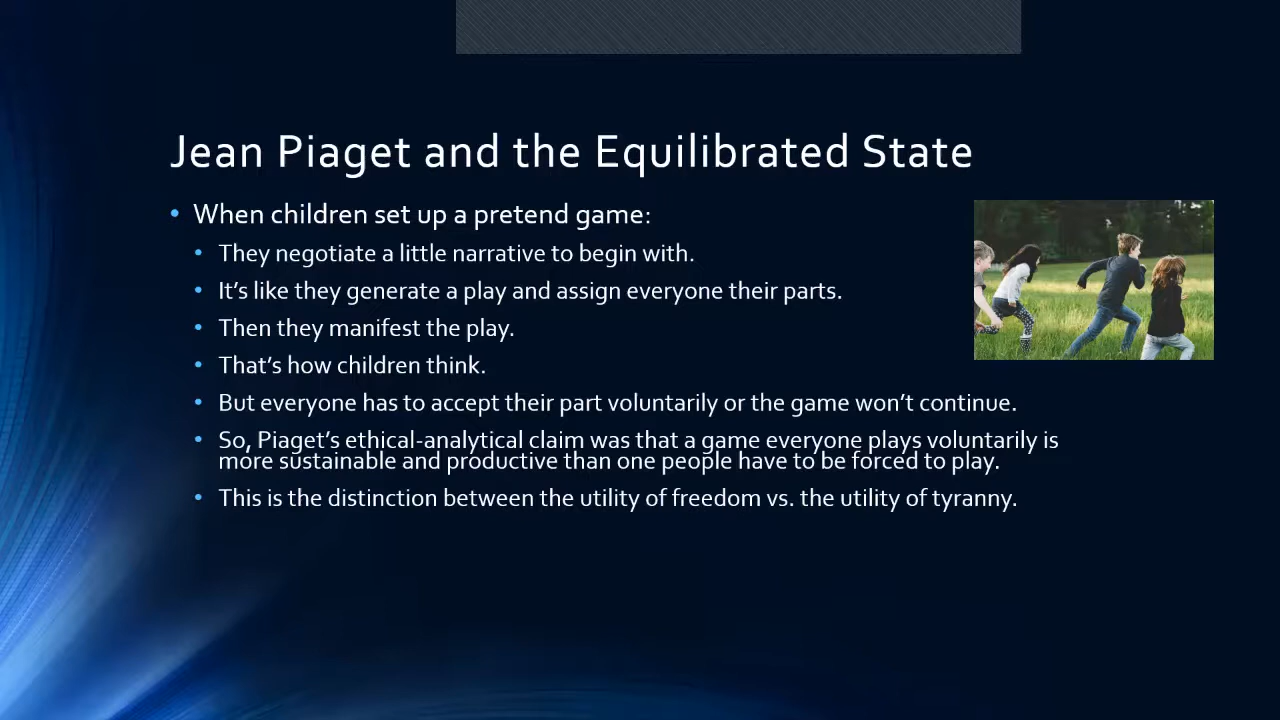 Jean Piaget and the Equilibrated State
• When children set up a pretend game:
• They negotiate a little narrative to begin with.
• It’s like they generate a play and assign everyone their parts.
• Then they manifest the play.
• That’s how children think.
• But everyone has to accept their part voluntarily or the game won’t continue.
• So, Piaget’s ethical-analytical claim was that a game everyone plays voluntarily is
more sustainable and productive than one people have to be forced to play.
• This is the distinction between the utility of freedom vs. the utility of tyranny.